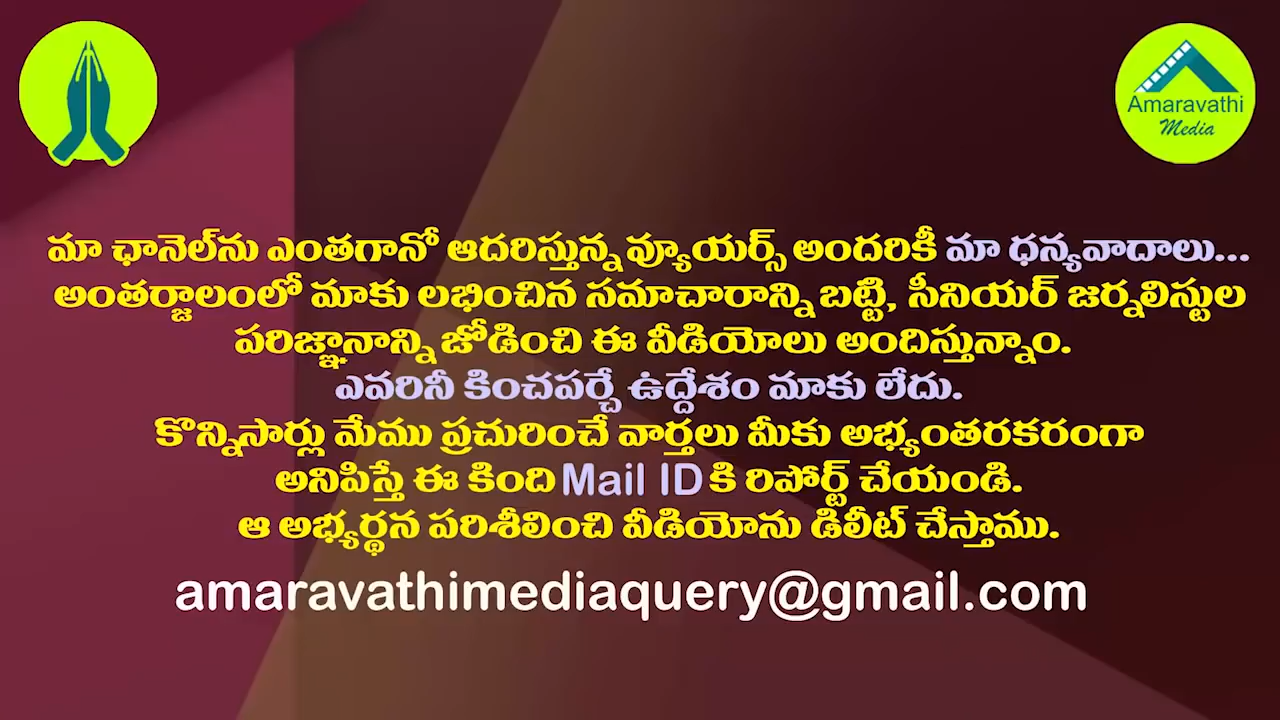 Amaravathi
Media
మా ఛానెల్‌ను ఎంతగానో ఆదరిస్తున్న వ్యూయర్స్ అందరికీ మా ధన్యవాదాలు...
అంతర్జాలంలో మాకు లభించిన సమాచారాన్ని బట్టి, సీనియర్ జర్నలిస్టుల
పరిజ్ఞానాన్ని జోడించి ఈ వీడియోలు అందిస్తున్నాం.
ఎవరినీ కించపర్చే ఉద్దేశం మాకు లేదు.
కొన్నిసార్లు మేము ప్రచురించే వార్తలు మీకు అభ్యంతరకరంగా
అనిపిస్తే ఈ కింది Mail ID కి రిపోర్ట్ చేయండి.
ఆ అభ్యర్థన పరిశీలించి వీడియోను డిలీట్ చేస్తాము.
amaravathimediaquery@gmail.com